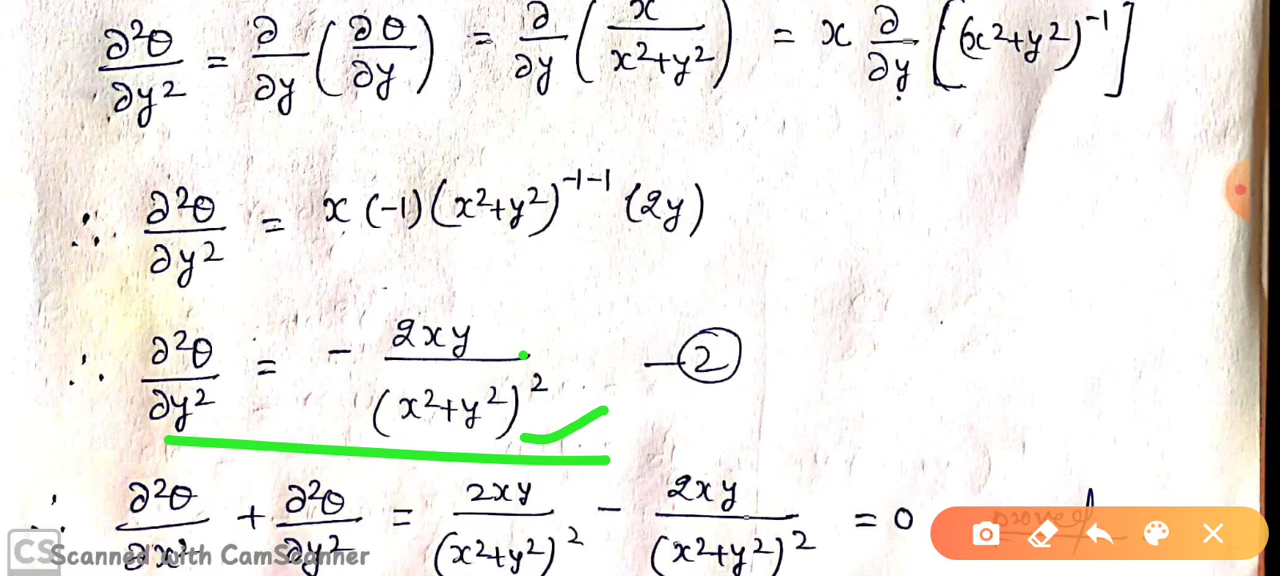 ∂²θ/∂y² = ∂/∂y (∂θ/∂y) = ∂/∂y (x/x²+y²) = x ∂/∂y [(x²+y²)⁻¹]
∴ ∂²θ/∂y² = x (-1)(x²+y²)⁻¹⁻¹ (2y)
∴ ∂²θ/∂y² = - 2xy/(x²+y²)² —②
∴ ∂²θ/∂x² + ∂²θ/∂y² = 2xy/(x²+y²)² - 2xy/(x²+y²)² = 0
CS Scanned with CamScanner